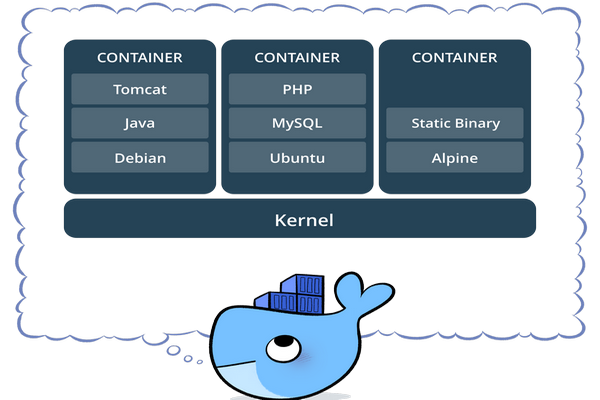 CONTAINER
Tomcat
Java
Debian
CONTAINER
PHP
MySQL
Ubuntu
CONTAINER
Static Binary
Alpine
Kernel